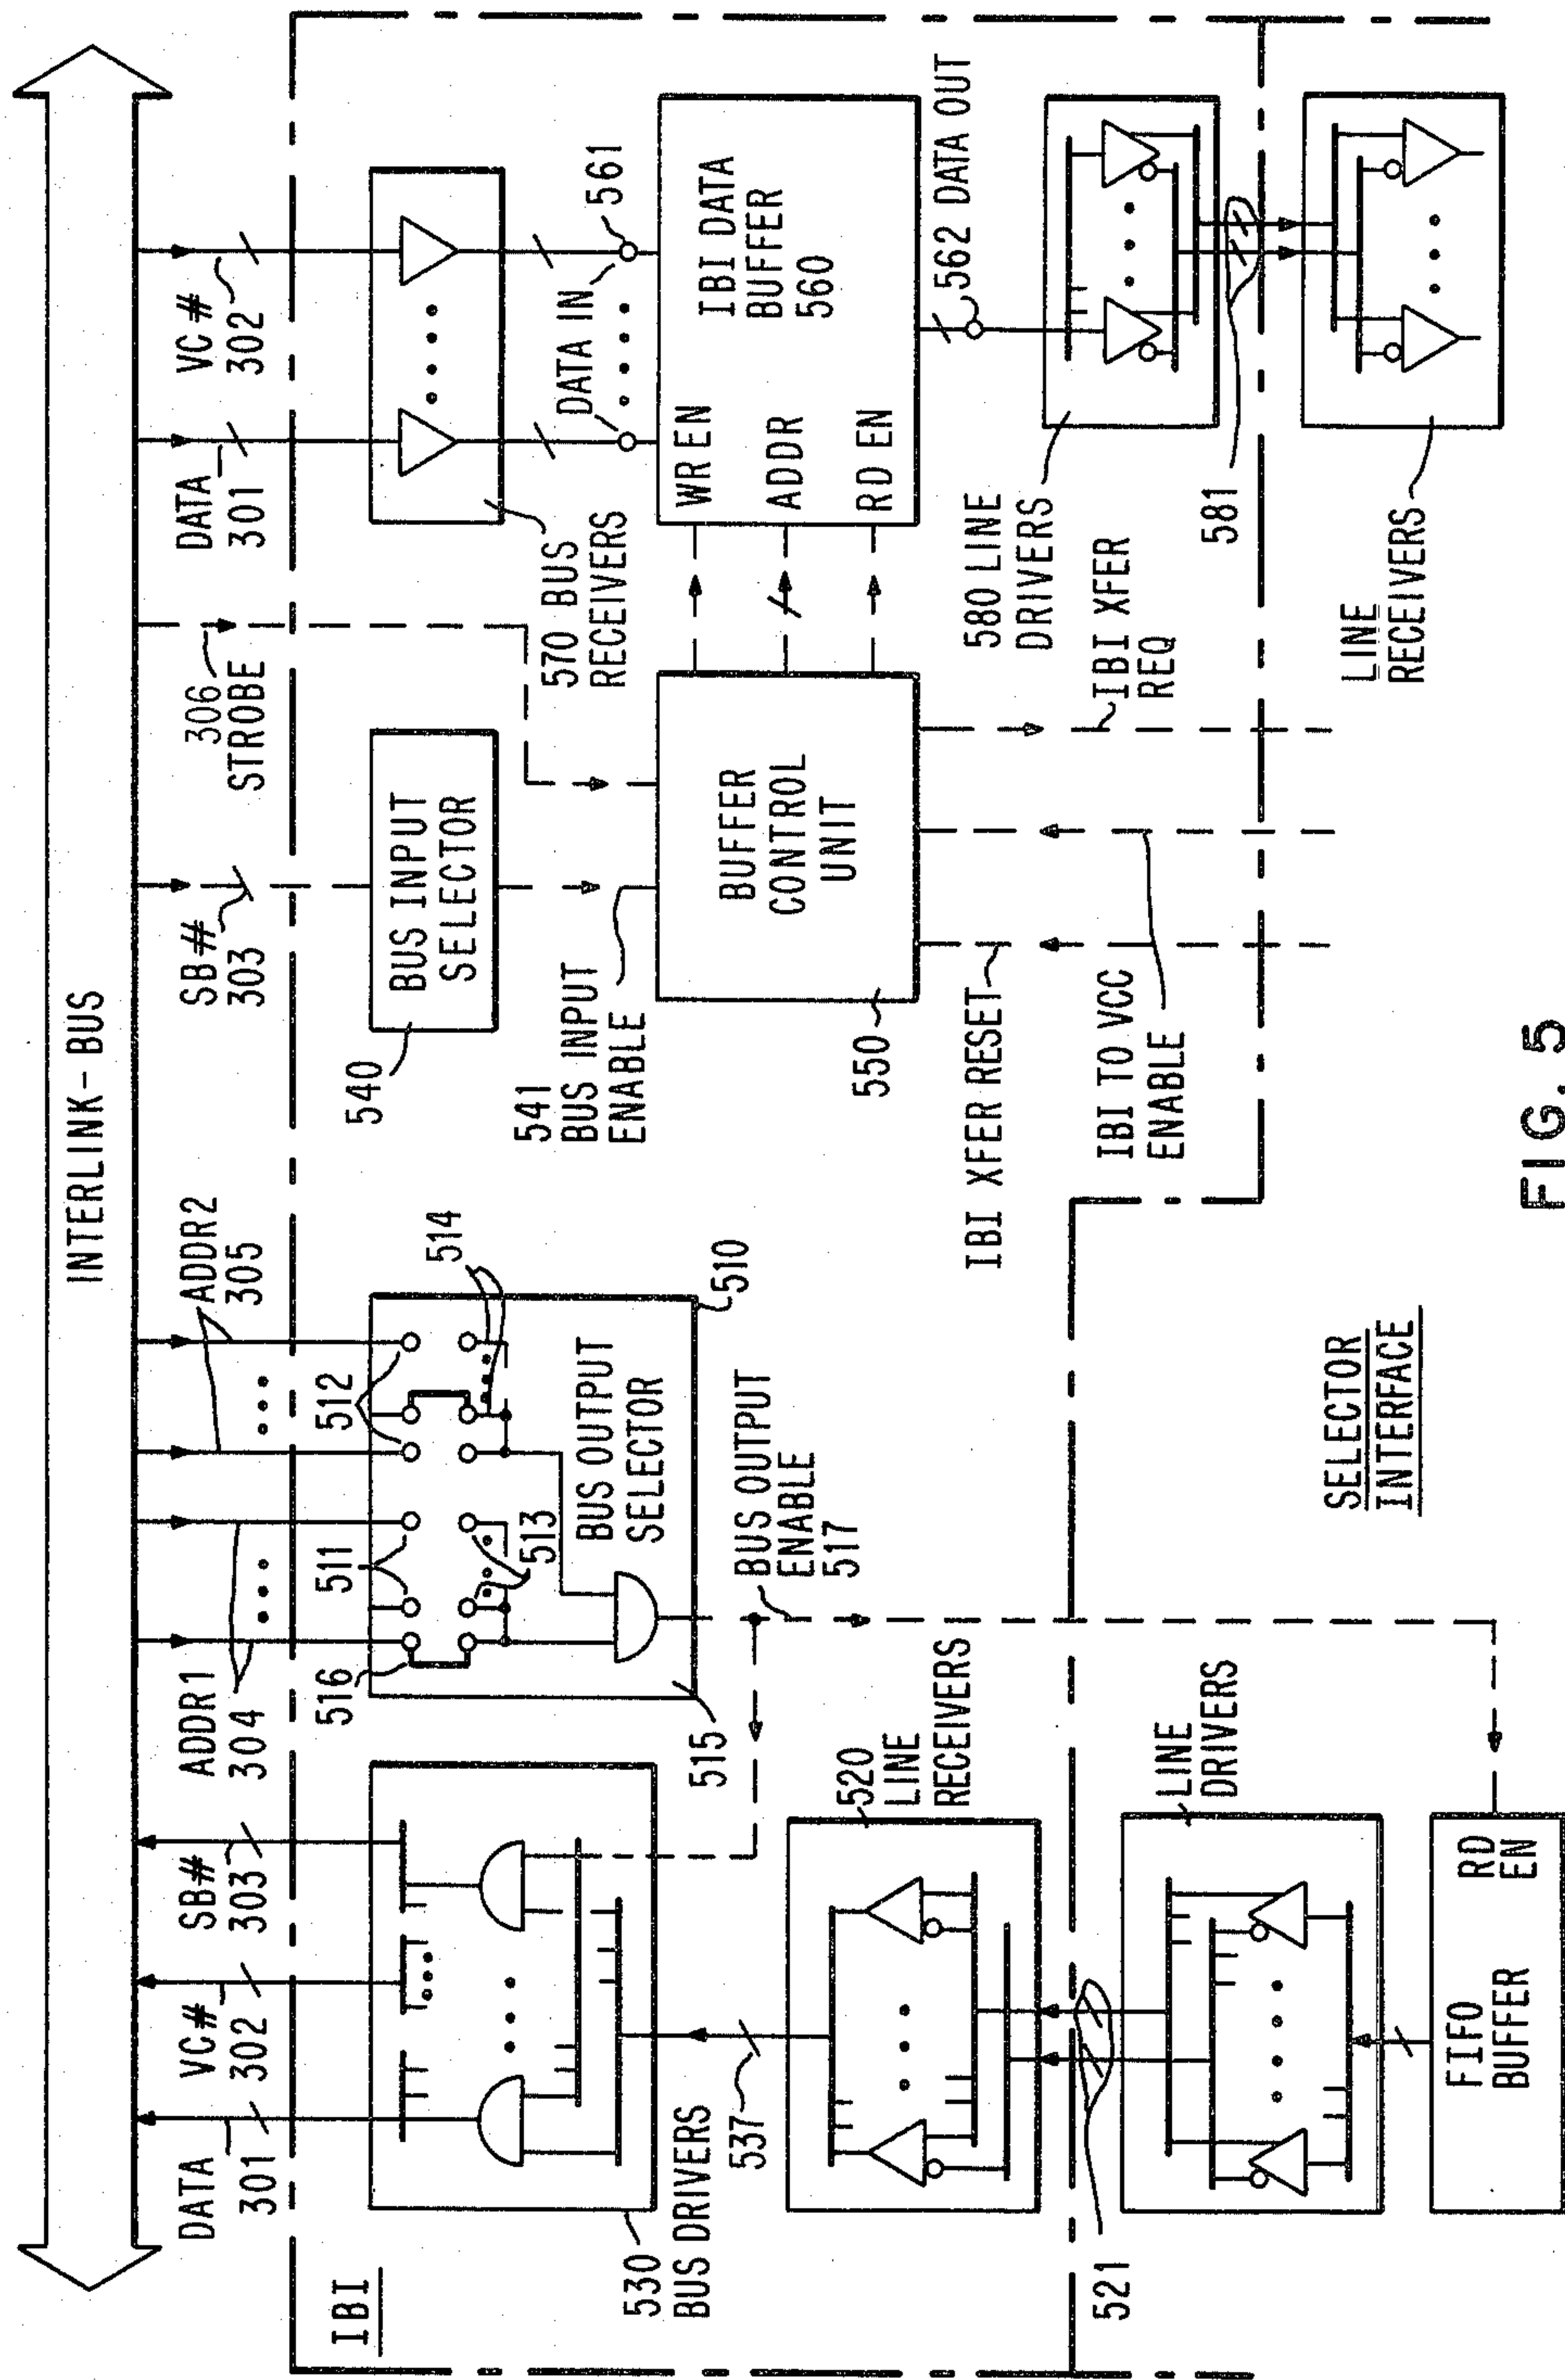 INTERLINK-BUS
DATA
301
VC#
302
SB#
303
ADDR1
304
ADDR2
305
SB#
303
306
STROBE
DATA
301
VC#
302
IBI
530
BUS DRIVERS
516
511
512
513
514
BUS OUTPUT
SELECTOR
510
515
BUS OUTPUT
ENABLE
517
540
BUS INPUT
SELECTOR
541
BUS INPUT
ENABLE
570 BUS
RECEIVERS
DATA IN
561
WR EN
ADDR
RD EN
IBI DATA
BUFFER
560
BUFFER
CONTROL
UNIT
550
562 DATA OUT
537
520
LINE
RECEIVERS
IBI XFER RESET
IBI TO VCC
ENABLE
IBI XFER
REQ
580 LINE
DRIVERS
581
521
LINE
DRIVERS
LINE
RECEIVERS
SELECTOR
INTERFACE
FIFO
BUFFER
RD
EN
FIG. 5